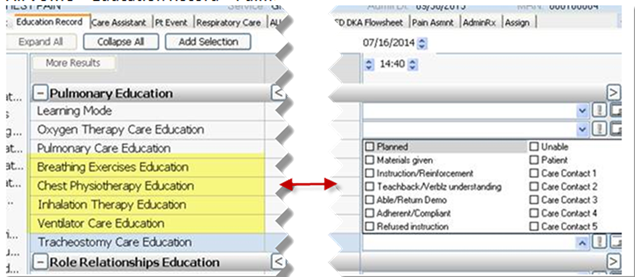 Education Record Care Assistant Pt Event Respiratory Care
ED DKA Flowsheet Pain Asmnt AdminRx Assign
Expand All Collapse All Add Selection
07/16/2014
More Results
14:40
Pulmonary Education
Learning Mode
Oxygen Therapy Care Education
Pulmonary Care Education
Breathing Exercises Education
Chest Physiotherapy Education
Inhalation Therapy Education
Ventilator Care Education
Tracheostomy Care Education
Role Relationships Education
Planned Unable
Materials given Patient
Instruction/Reinforcement Care Contact 1
Teachback/Verblz understanding Care Contact 2
Able/Return Demo Care Contact 3
Adherent/Compliant Care Contact 4
Refused instruction Care Contact 5